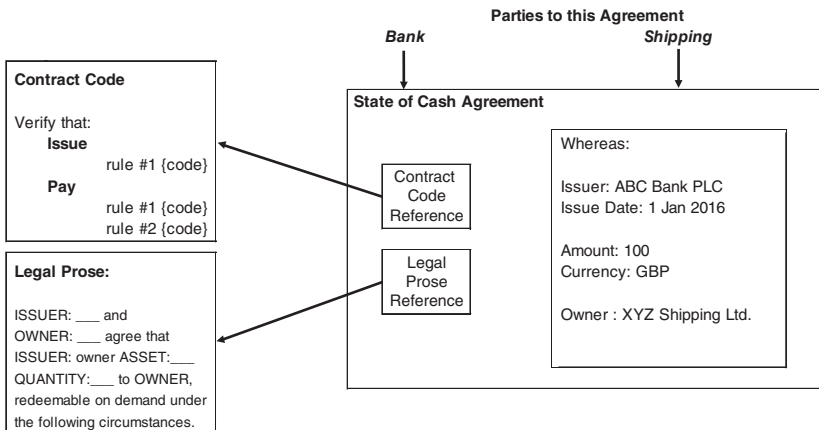 Parties to this Agreement
Bank
Shipping
Contract Code
Verify that:
Issue
rule #1 {code}
Pay
rule #1 {code}
rule #2 {code}
Legal Prose:
ISSUER: ___ and
OWNER: ___ agree that
ISSUER: owner ASSET:___
QUANTITY:___ to OWNER,
redeemable on demand under
the following circumstances.
State of Cash Agreement
Contract
Code
Reference
Legal
Prose
Reference
Whereas:
Issuer: ABC Bank PLC
Issue Date: 1 Jan 2016
Amount: 100
Currency: GBP
Owner : XYZ Shipping Ltd.